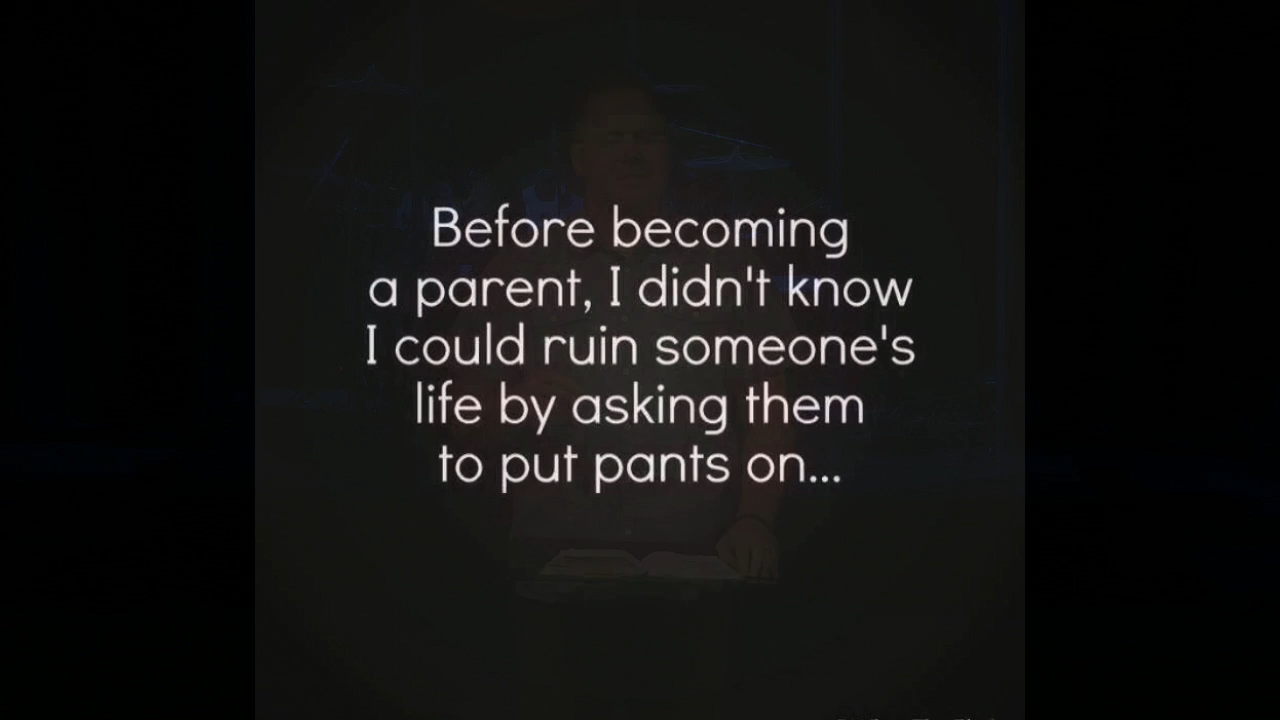 Before becoming
a parent, I didn't know
I could ruin someone's
life by asking them
to put pants on...